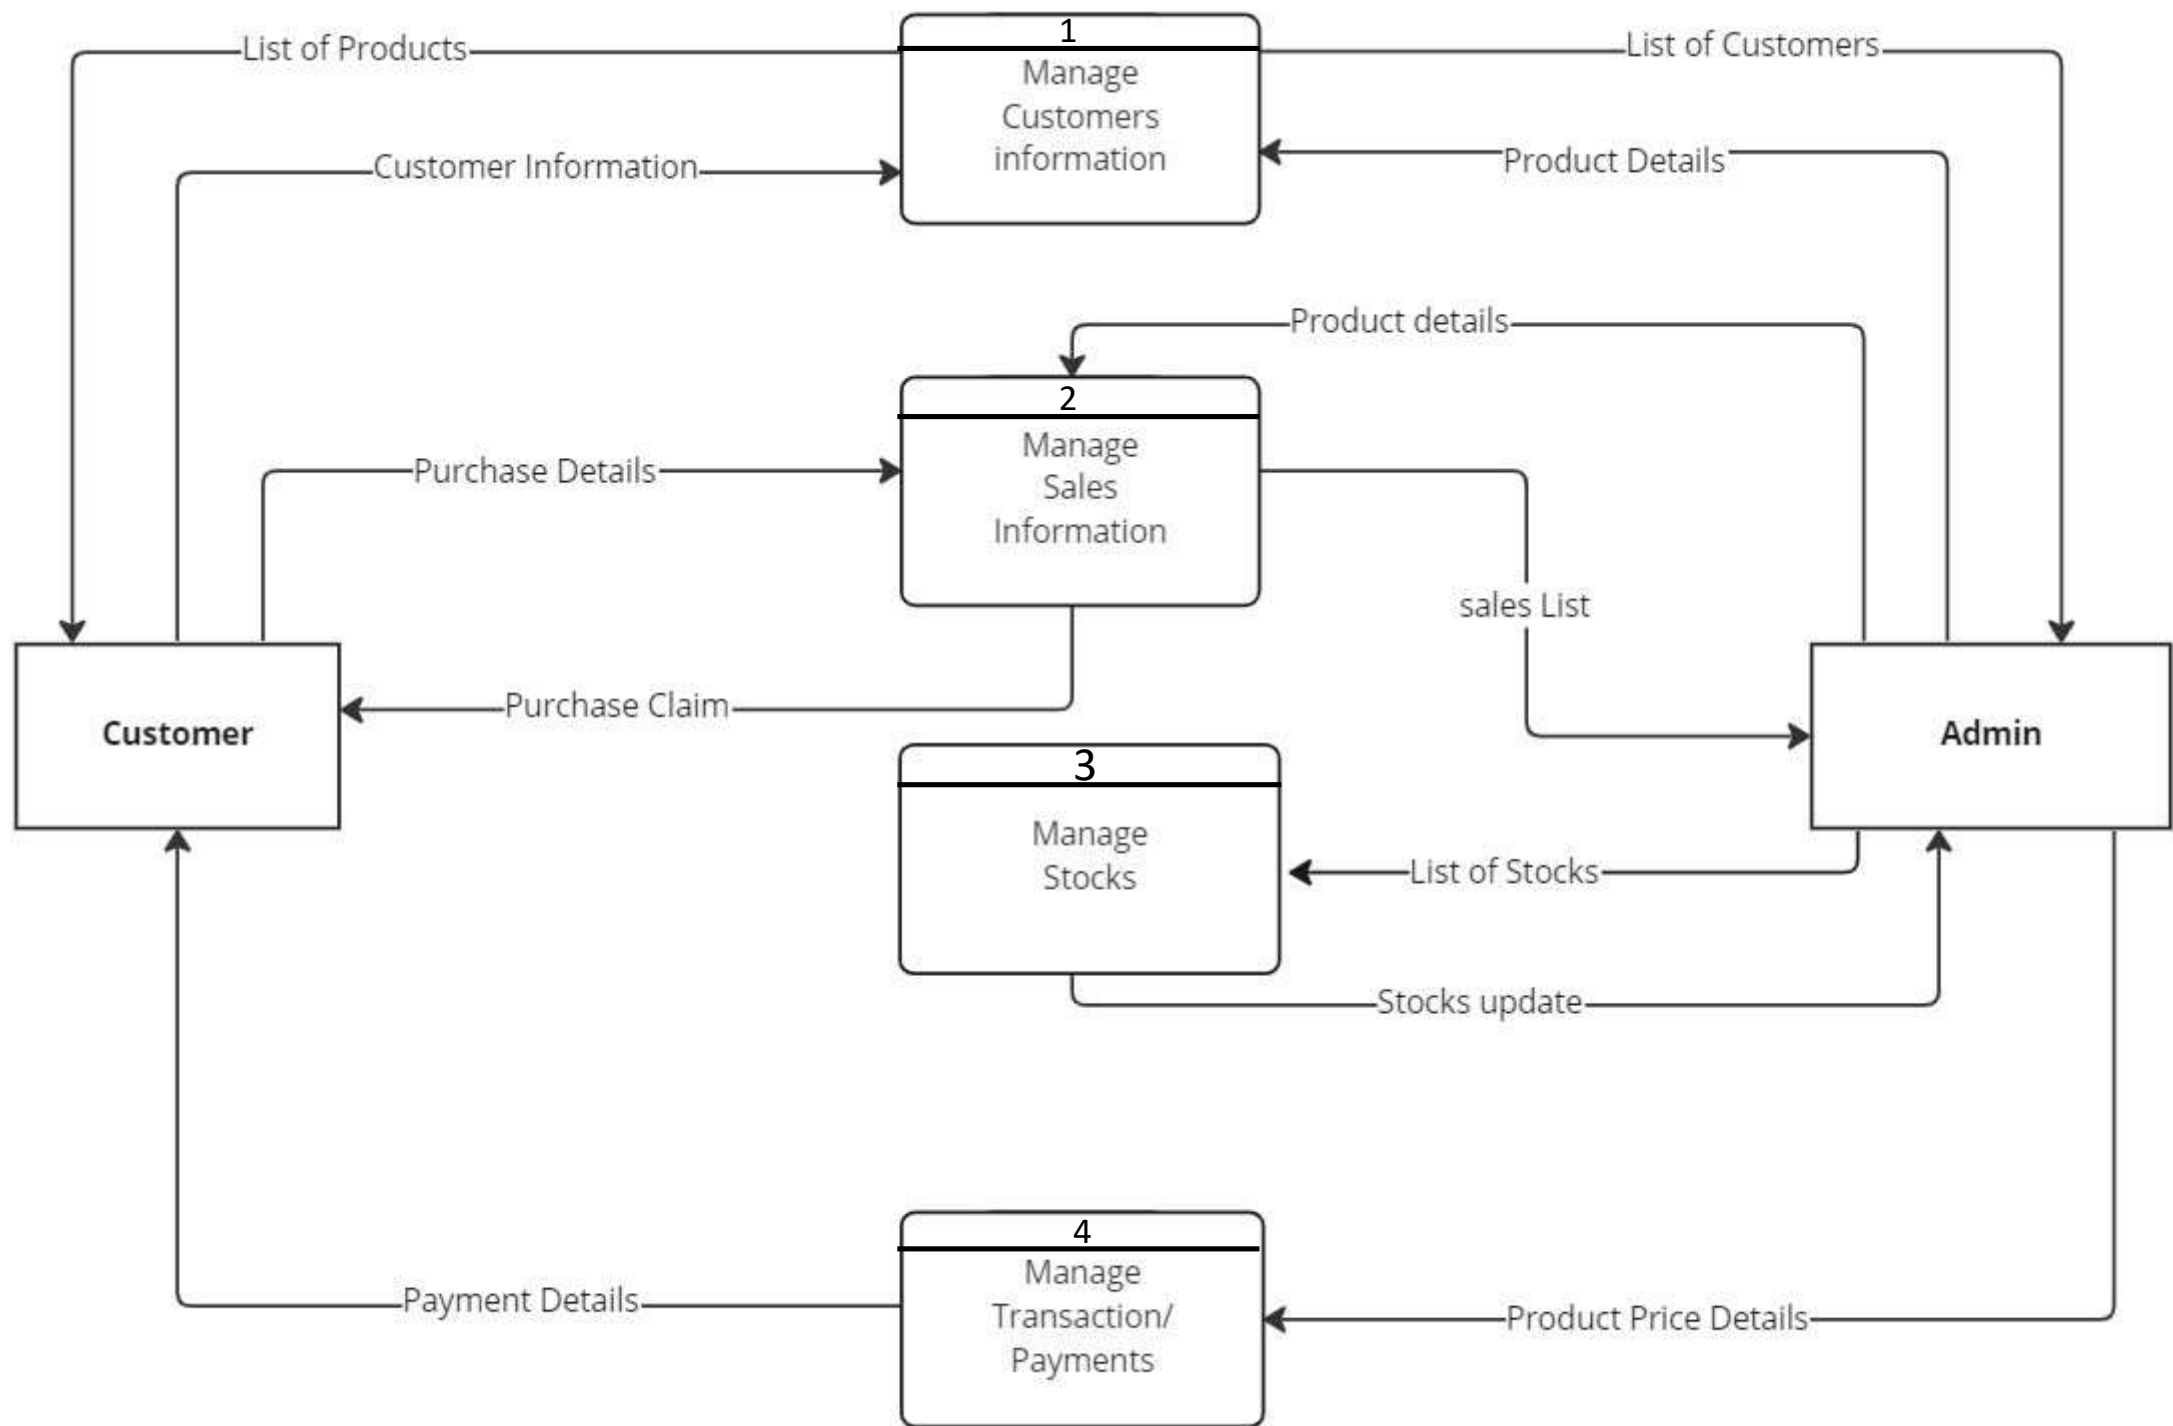 1
List of Products
List of Customers
Manage
Customers
information
Customer Information
Product Details
Product details
2
Manage
Sales
Information
Purchase Details
sales List
Purchase Claim
Customer
Admin
3
Manage
Stocks
List of Stocks
Stocks update
4
Manage
Transaction/
Payments
Payment Details
Product Price Details